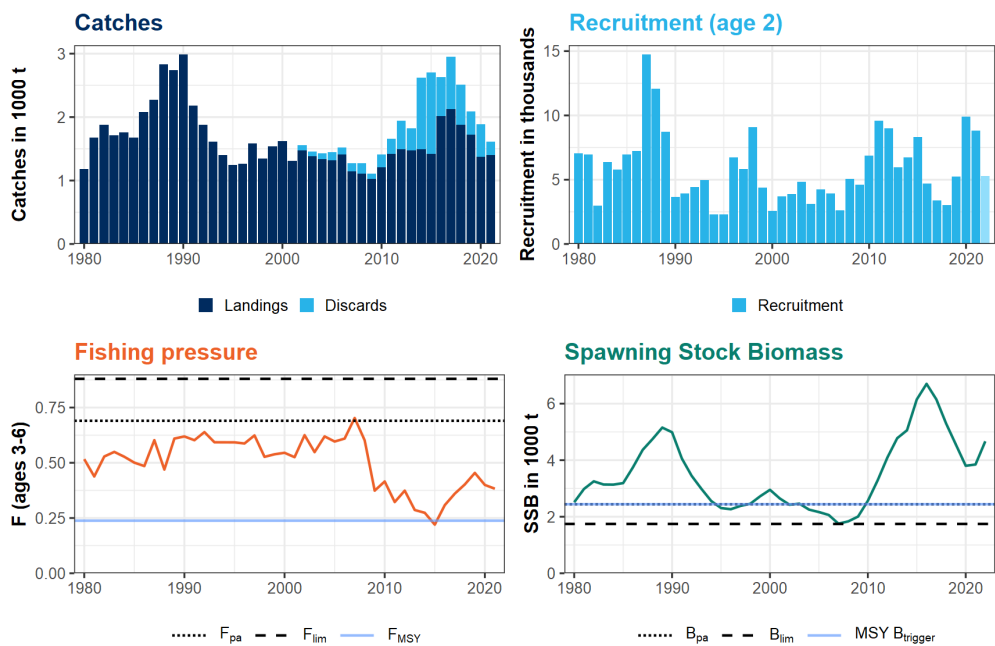 Catches
Catches in 1000 t
3
2
1
0
1980 1990 2000 2010 2020
Landings Discards
Recruitment (age 2)
Recruitment in thousands
15
10
5
0
1980 1990 2000 2010 2020
Recruitment
Fishing pressure
F (ages 3-6)
0.75
0.50
0.25
0.00
1980 1990 2000 2010 2020
Fpa Flim FMSY
Spawning Stock Biomass
SSB in 1000 t
6
4
2
0
1980 1990 2000 2010 2020
Bpa Blim MSY Btrigger